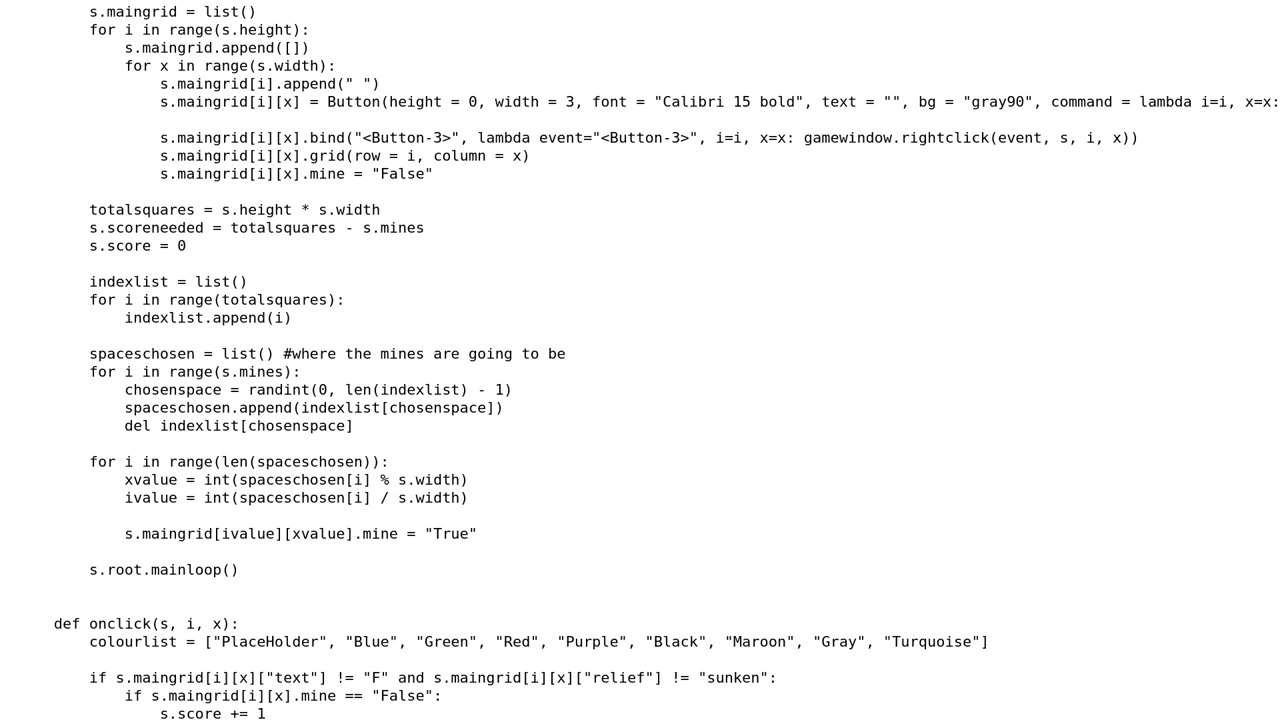 s.maingrid = list()
for i in range(s.height):
s.maingrid.append([])
for x in range(s.width):
s.maingrid[i].append(" ")
s.maingrid[i][x] = Button(height = 0, width = 3, font = "Calibri 15 bold", text = "", bg = "gray90", command = lambda i=i, x=x:
s.maingrid[i][x].bind("<Button-3>", lambda event="<Button-3>", i=i, x=x: gamewindow.rightclick(event, s, i, x))
s.maingrid[i][x].grid(row = i, column = x)
s.maingrid[i][x].mine = "False"
totalsquares = s.height * s.width
s.scoreneeded = totalsquares - s.mines
s.score = 0
indexlist = list()
for i in range(totalsquares):
indexlist.append(i)
spaceschosen = list() #where the mines are going to be
for i in range(s.mines):
chosenspace = randint(0, len(indexlist) - 1)
spaceschosen.append(indexlist[chosenspace])
del indexlist[chosenspace]
for i in range(len(spaceschosen)):
xvalue = int(spaceschosen[i] % s.width)
ivalue = int(spaceschosen[i] / s.width)
s.maingrid[ivalue][xvalue].mine = "True"
s.root.mainloop()
def onclick(s, i, x):
colourlist = ["PlaceHolder", "Blue", "Green", "Red", "Purple", "Black", "Maroon", "Gray", "Turquoise"]
if s.maingrid[i][x]["text"] != "F" and s.maingrid[i][x]["relief"] != "sunken":
if s.maingrid[i][x].mine == "False":
s.score += 1